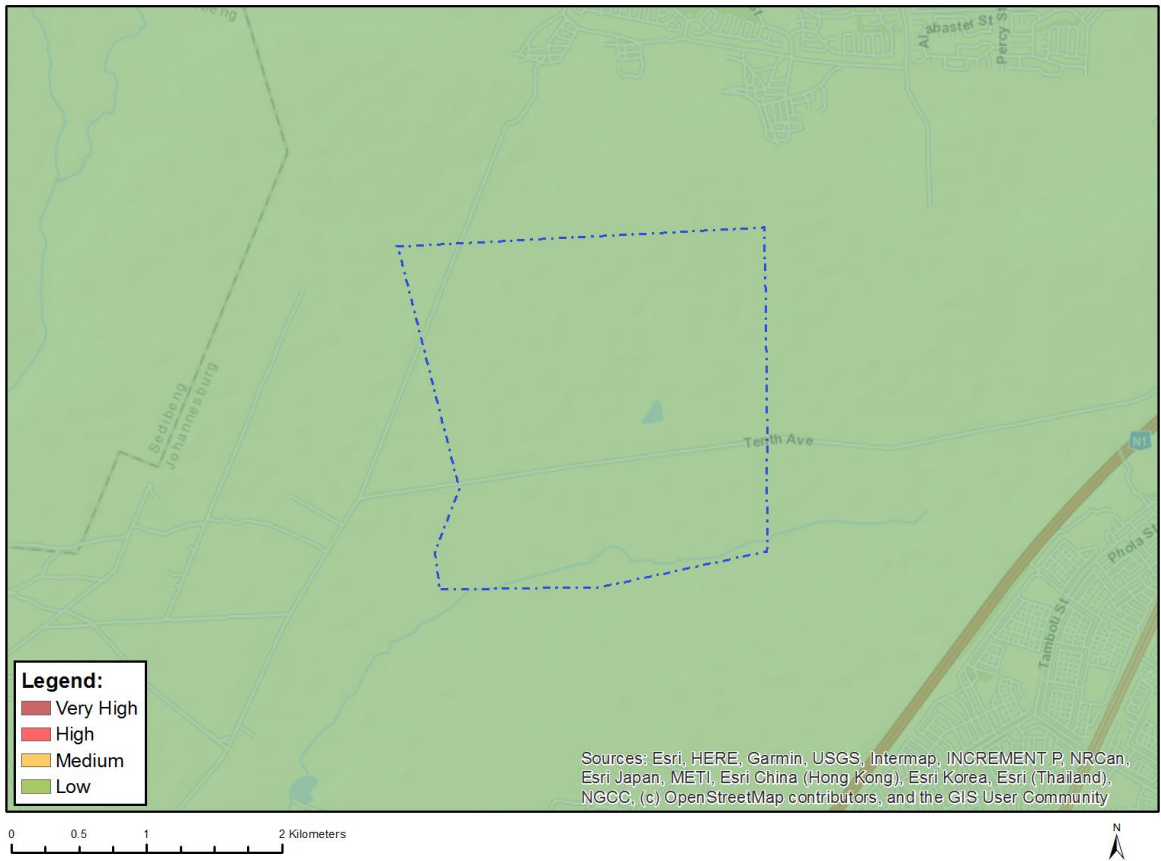 Alabaster St
Percy St
Sedibeng
Johannesburg
Tenth Ave
N1
Phola St
Tamboti St
Legend:
Very High
High
Medium
Low
Sources: Esri, HERE, Garmin, USGS, Intermap, INCREMENT P, NRCan,
Esri Japan, METI, Esri China (Hong Kong), Esri Korea, Esri (Thailand),
NGCC, (c) OpenStreetMap contributors, and the GIS User Community
0 0.5 1 2 Kilometers
N